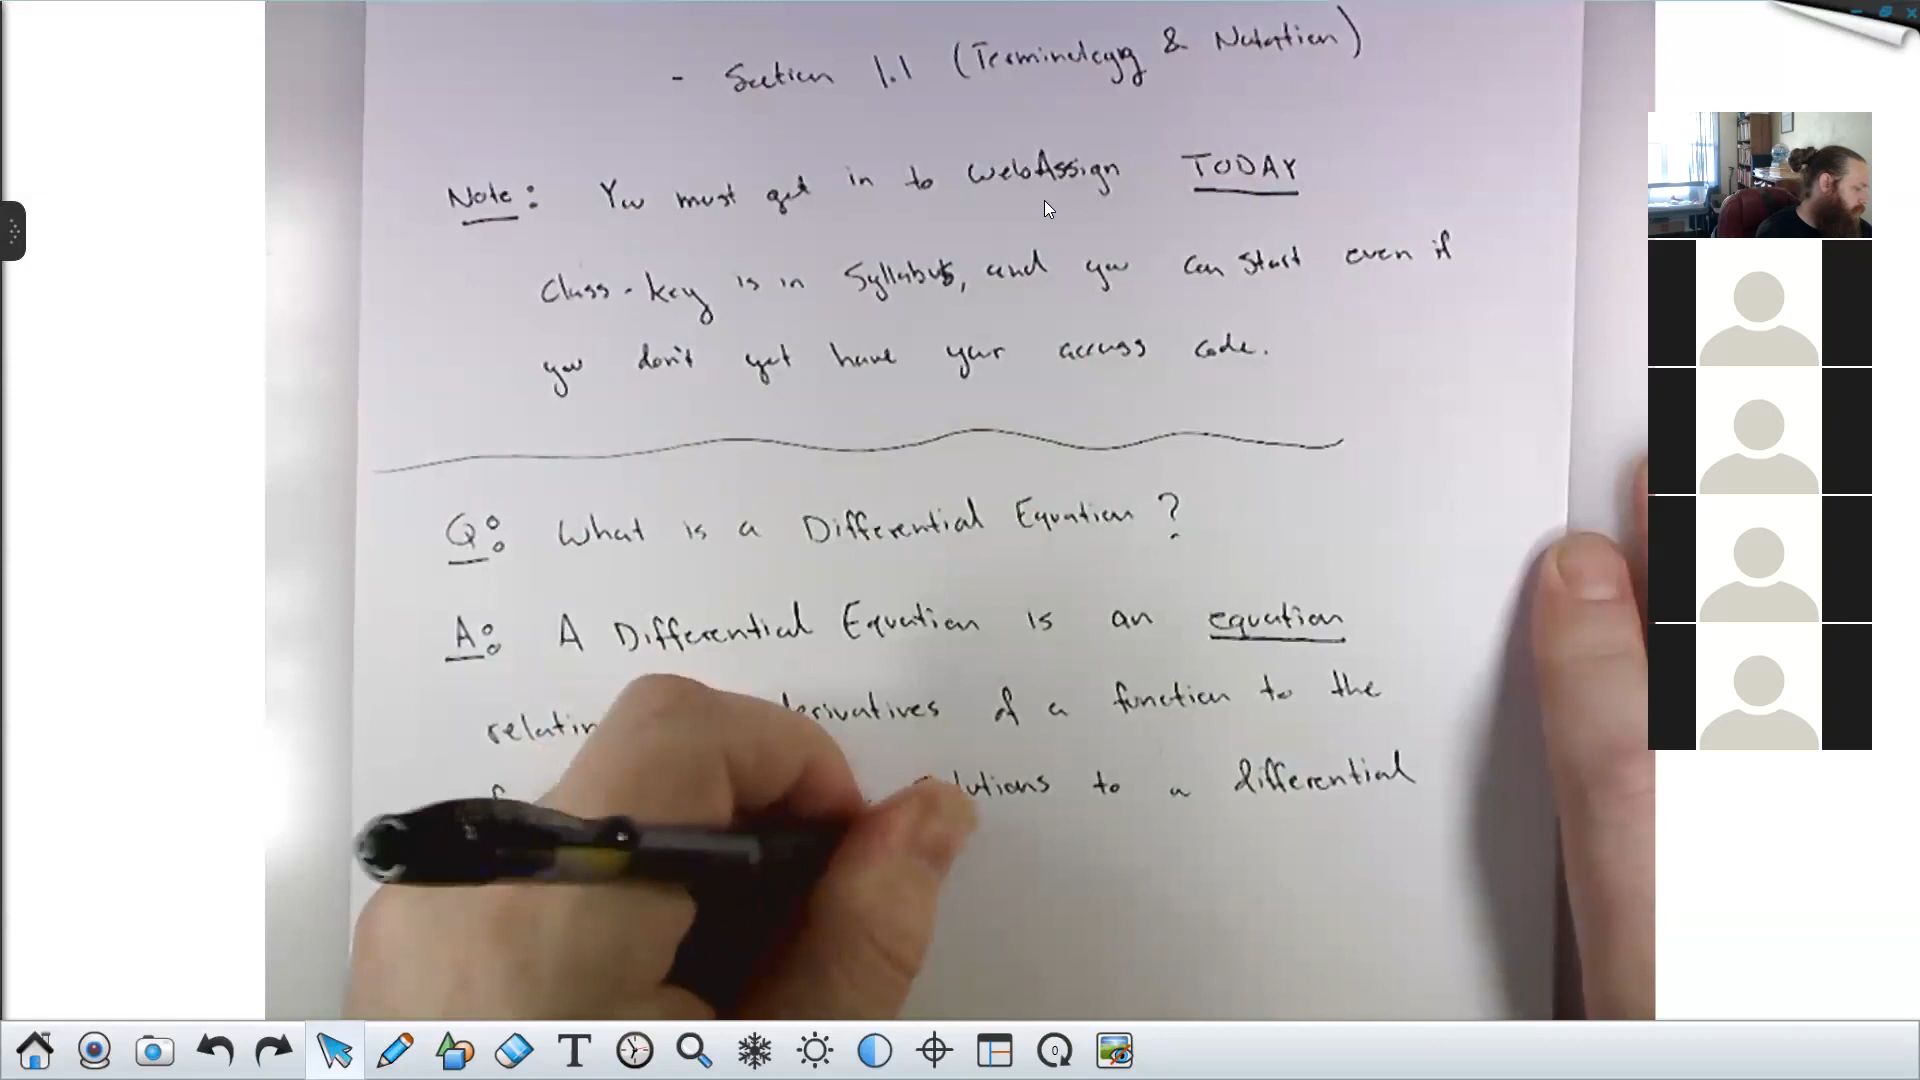 - Section 1.1 (Terminology & Notation)
Note: You must get in to WebAssign TODAY
Class-key is in Syllabus, and you can start even if
you don't yet have your access code.
Q: What is a Differential Equation?
A: A Differential Equation is an equation
relatin derivatives of a function to the
lutions to a differential